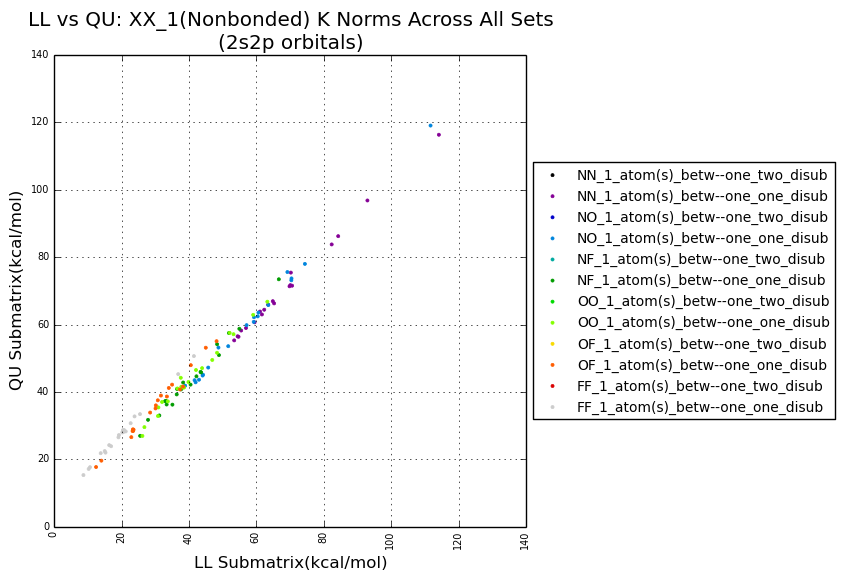 LL vs QU: XX_1(Nonbonded) K Norms Across All Sets
(2s2p orbitals)
QU Submatrix(kcal/mol)
140
120
100
80
60
40
20
0
0
20
40
60
80
100
120
140
LL Submatrix(kcal/mol)
NN_1_atom(s)_betw--one_two_disub
NN_1_atom(s)_betw--one_one_disub
NO_1_atom(s)_betw--one_two_disub
NO_1_atom(s)_betw--one_one_disub
NF_1_atom(s)_betw--one_two_disub
NF_1_atom(s)_betw--one_one_disub
OO_1_atom(s)_betw--one_two_disub
OO_1_atom(s)_betw--one_one_disub
OF_1_atom(s)_betw--one_two_disub
OF_1_atom(s)_betw--one_one_disub
FF_1_atom(s)_betw--one_two_disub
FF_1_atom(s)_betw--one_one_disub